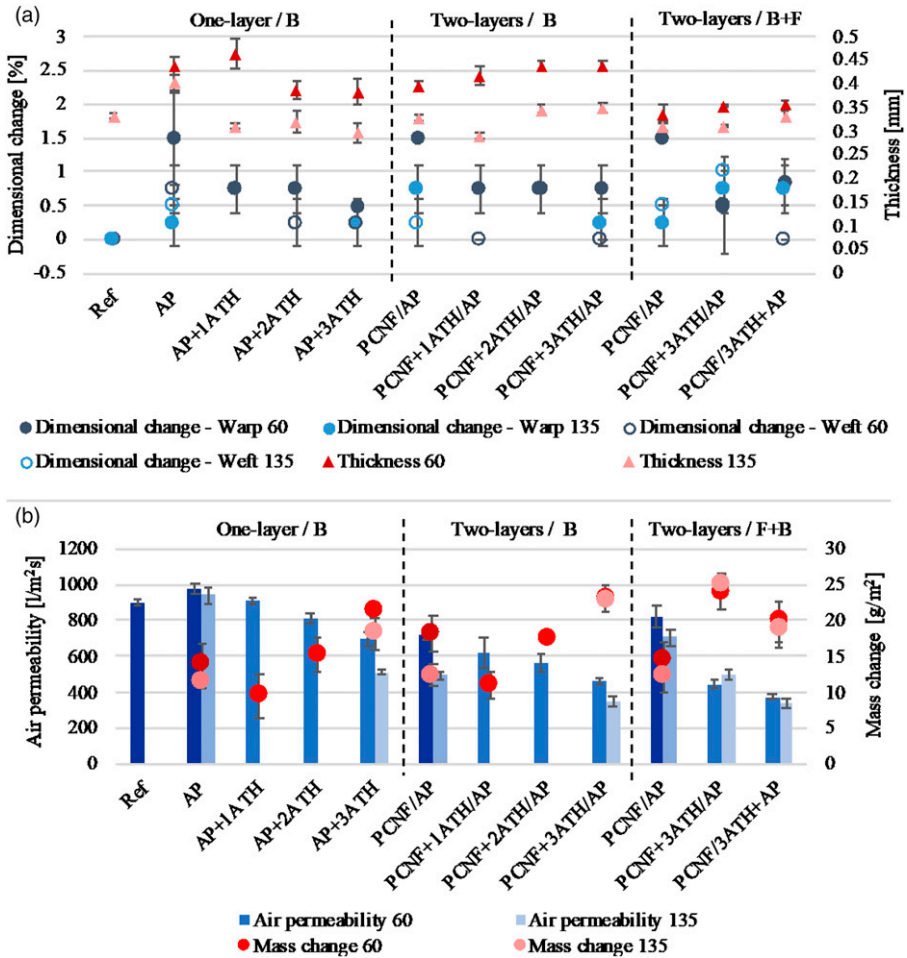 (a)
One-layer / B
Two-layers / B
Two-layers / B+F
Dimensional change [%]
3
2.5
2
1.5
1
0.5
0
-0.5
0.5
0.45
0.4
0.35
0.3
0.25
0.2
0.15
0.1
0.05
0
Thickness [mm]
Ref
AP
AP+1ATH
AP+2ATH
AP+3ATH
PCNF/AP
PCNF+1ATH/AP
PCNF+2ATH/AP
PCNF+3ATH/AP
PCNF/AP
PCNF+3ATH/AP
PCNF/3ATH+AP
Dimensional change - Warp 60
Dimensional change - Warp 135
Dimensional change - Weft 60
Dimensional change - Weft 135
Thickness 60
Thickness 135
(b)
One-layer / B
Two-layers / B
Two-layers / F+B
Air permeability [l/m²s]
1200
1000
800
600
400
200
0
30
25
20
15
10
5
0
Mass change [g/m²]
Ref
AP
AP+1ATH
AP+2ATH
AP+3ATH
PCNF/AP
PCNF+1ATH/AP
PCNF+2ATH/AP
PCNF+3ATH/AP
PCNF/AP
PCNF+3ATH/AP
PCNF/3ATH+AP
Air permeability 60
Air permeability 135
Mass change 60
Mass change 135